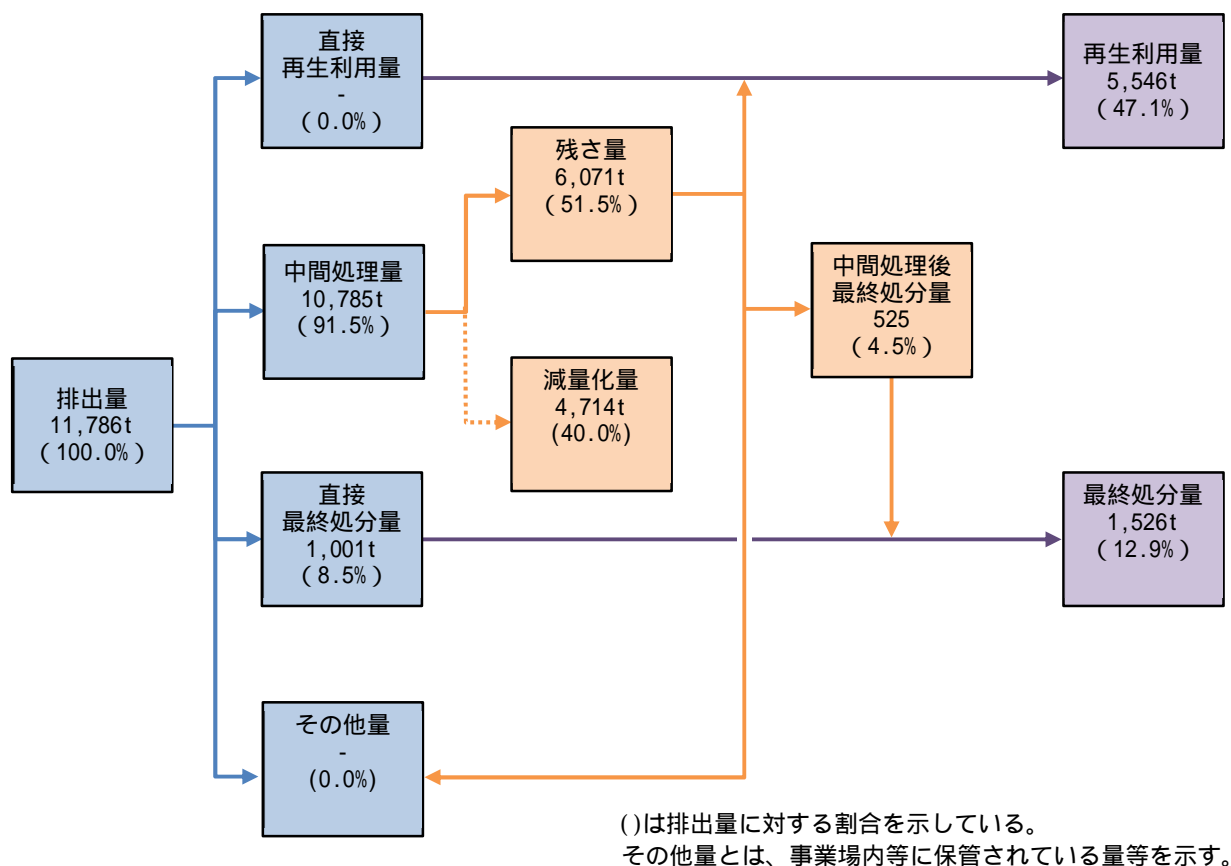 直接
再生利用量
-
(0.0%)
再生利用量
5,546t
(47.1%)
残さ量
6,071t
(51.5%)
中間処理量
10,785t
(91.5%)
中間処理後
最終処分量
525
(4.5%)
排出量
11,786t
(100.0%)
減量化量
4,714t
(40.0%)
直接
最終処分量
1,001t
(8.5%)
最終処分量
1,526t
(12.9%)
その他量
-
(0.0%)
()は排出量に対する割合を示している。
その他量とは、事業場内等に保管されている量等を示す。